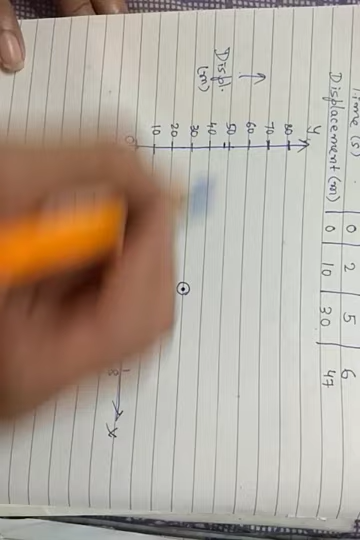 Time (s) 0 2 5 6
Displacement (m) 0 10 30 47
y
80
70
60
50
40
30
20
10
0
Displ.
(m)
x